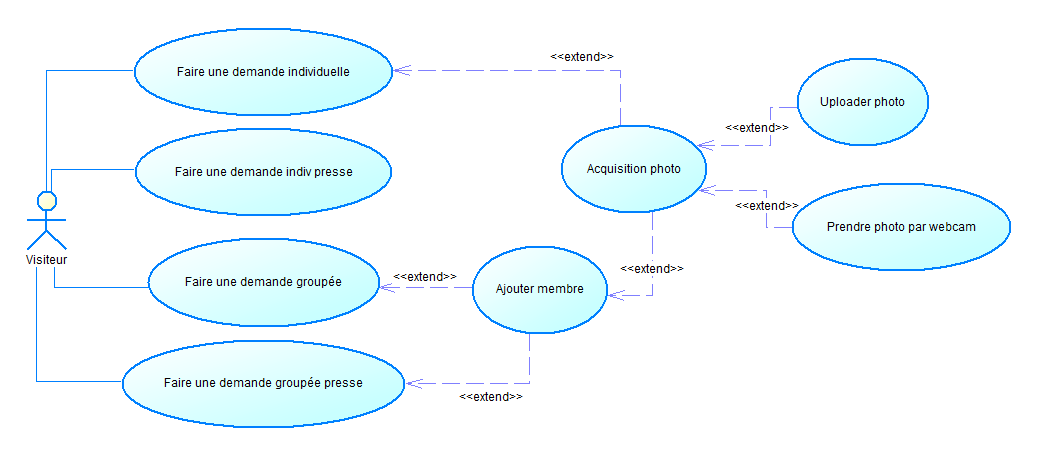 <<extend>>
Faire une demande individuelle
Uploader photo
<<extend>>
Acquisition photo
Faire une demande indiv presse
<<extend>>
Prendre photo par webcam
Visiteur
<<extend>>
Faire une demande groupée
<<extend>>
Ajouter membre
Faire une demande groupée presse
<<extend>>